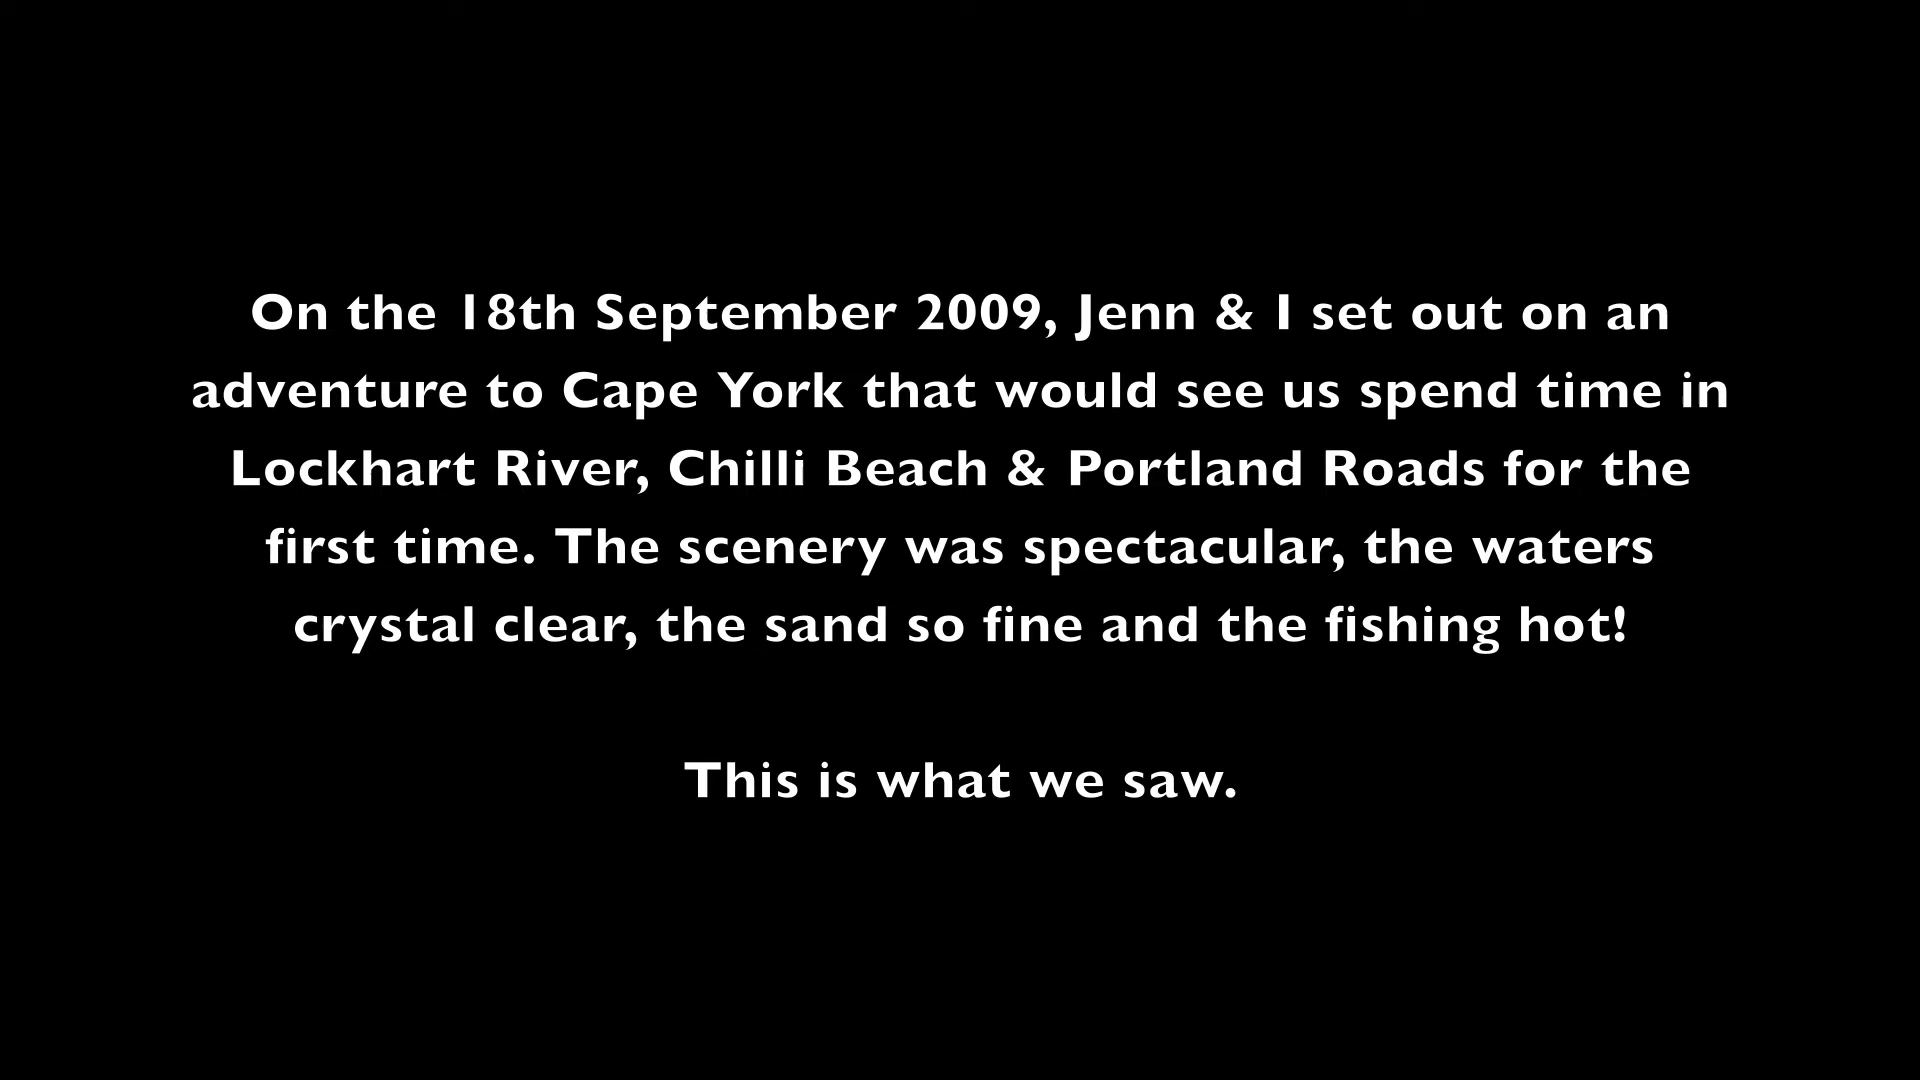 On the 18th September 2009, Jenn & I set out on an
adventure to Cape York that would see us spend time in
Lockhart River, Chilli Beach & Portland Roads for the
first time. The scenery was spectacular, the waters
crystal clear, the sand so fine and the fishing hot!
This is what we saw.